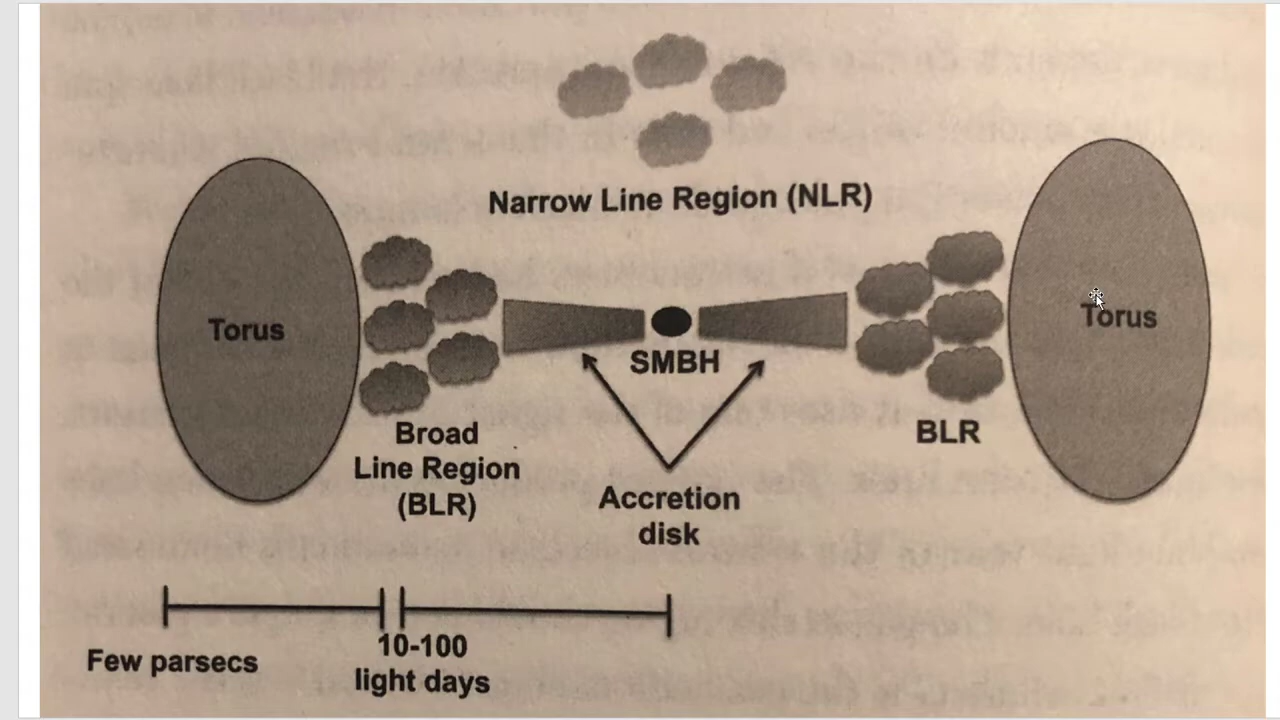 Narrow Line Region (NLR)
Torus
Torus
SMBH
Broad
Line Region
(BLR)
BLR
Accretion
disk
Few parsecs
10-100
light days